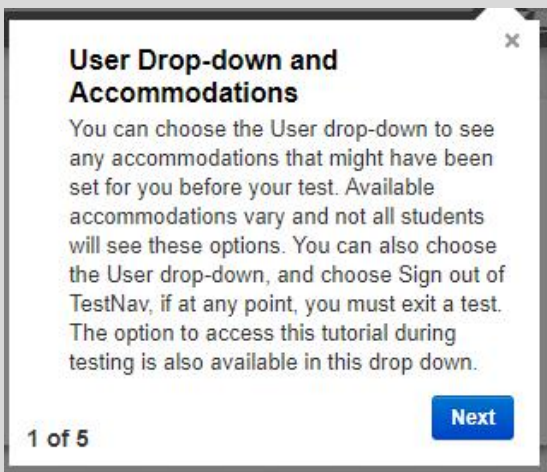 ×
User Drop-down and
Accommodations
You can choose the User drop-down to see
any accommodations that might have been
set for you before your test. Available
accommodations vary and not all students
will see these options. You can also choose
the User drop-down, and choose Sign out of
TestNav, if at any point, you must exit a test.
The option to access this tutorial during
testing is also available in this drop down.
Next
1 of 5